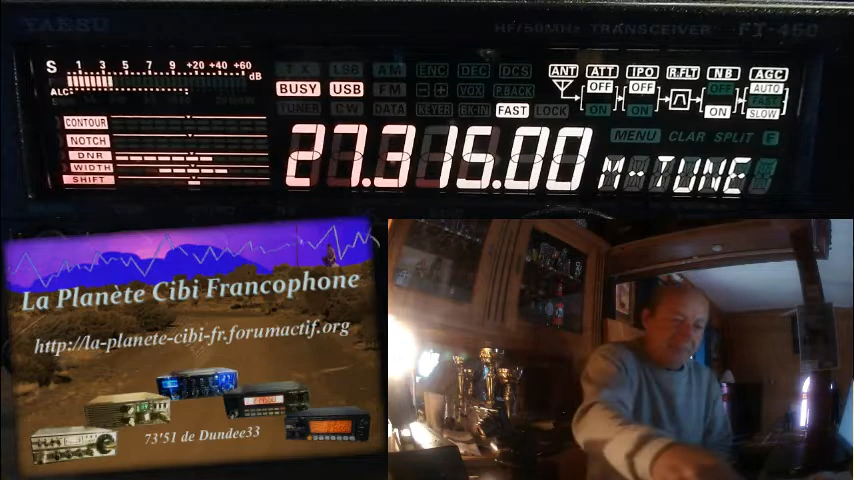 YAESU
HF/50MHz TRANSCEIVER FT-450
S 1 3 5 7 9 +20 +40 +60 dB
ALC
TX LSB AM ENC DEC DCS
BUSY USB FM - + VOX P.BACK
TUNER CW DATA KEYER BK-IN FAST LOCK
ANT ATT IPO R.FLT NB AGC
OFF OFF AUTO
FAST
ON ON ON SLOW
CONTOUR
NOTCH
DNR
WIDTH
SHIFT
MENU CLAR SPLIT F
27.315.00 M-TUNE
La Planète Cibi Francophone
http://la-planete-cibi-fr.forumactif.org
73'51 de Dundee33